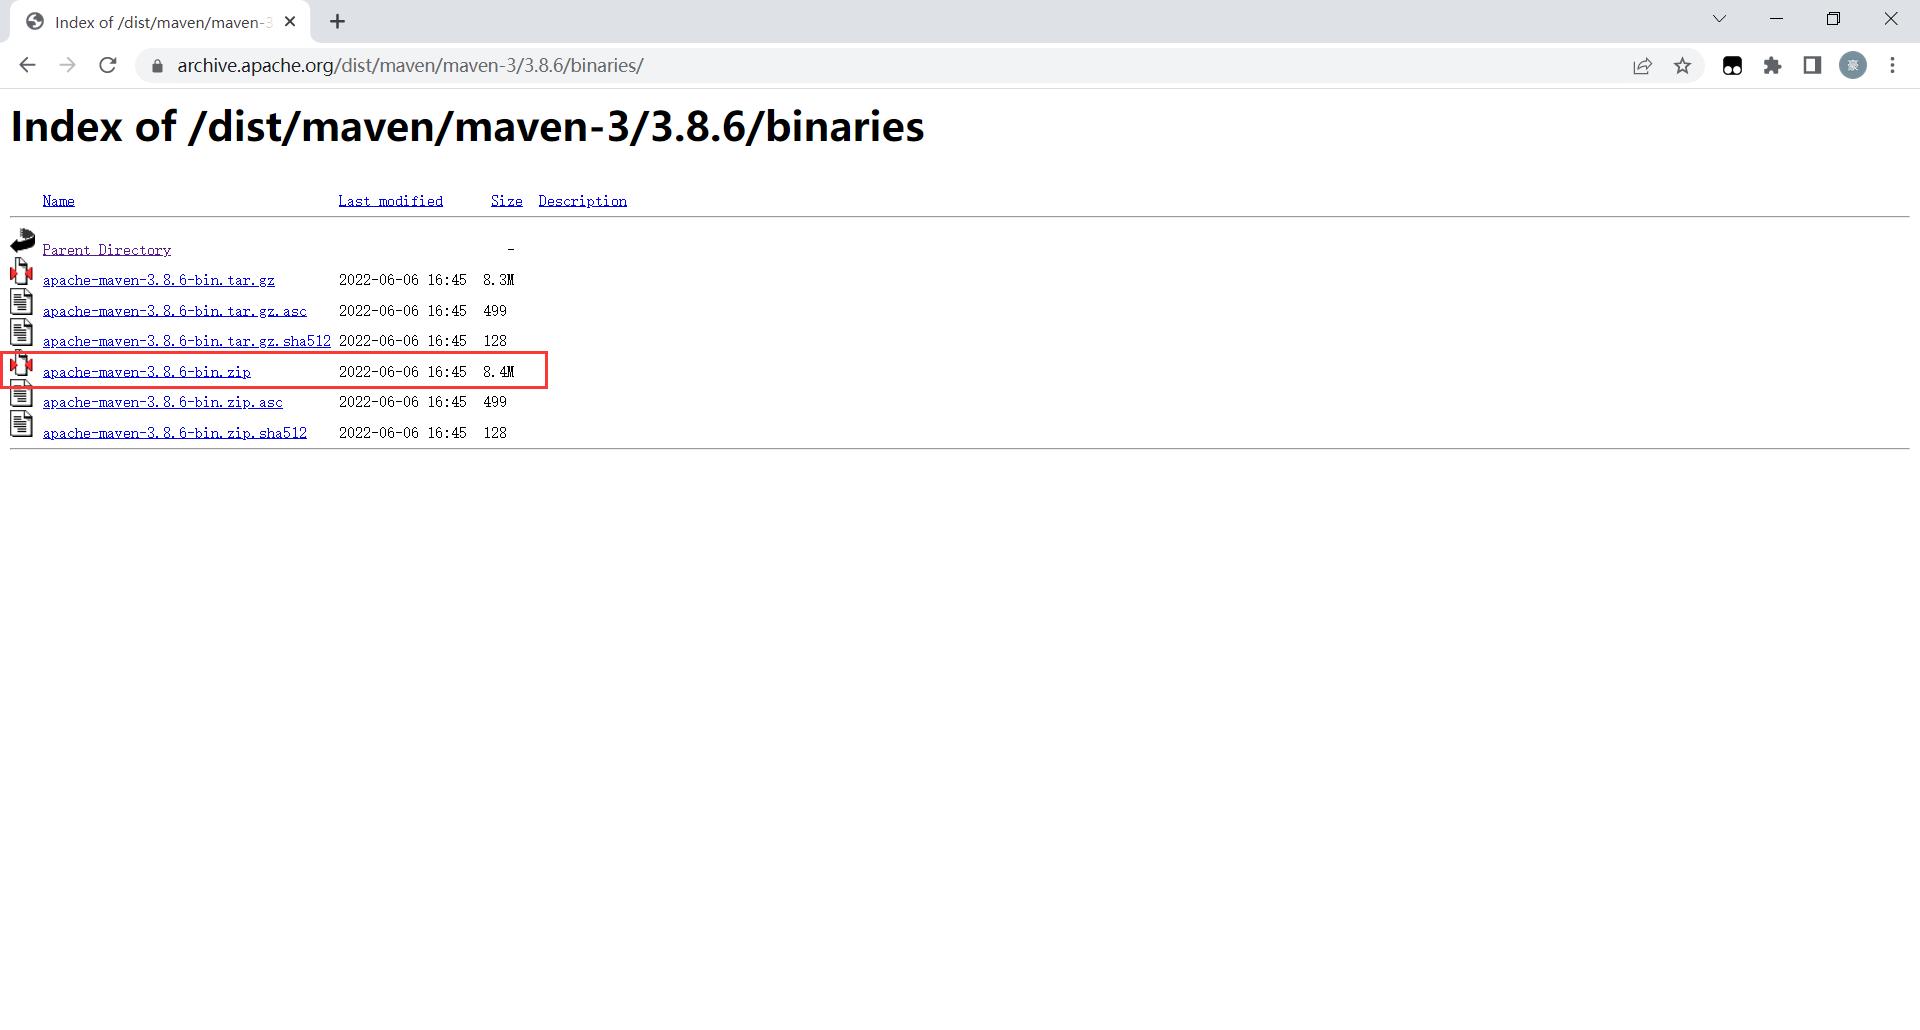 Index of /dist/maven/maven-3
archive.apache.org/dist/maven/maven-3/3.8.6/binaries/
豪
Index of /dist/maven/maven-3/3.8.6/binaries
Name Last modified Size Description
Parent Directory -
apache-maven-3.8.6-bin.tar.gz 2022-06-06 16:45 8.3M
apache-maven-3.8.6-bin.tar.gz.asc 2022-06-06 16:45 499
apache-maven-3.8.6-bin.tar.gz.sha512 2022-06-06 16:45 128
apache-maven-3.8.6-bin.zip 2022-06-06 16:45 8.4M
apache-maven-3.8.6-bin.zip.asc 2022-06-06 16:45 499
apache-maven-3.8.6-bin.zip.sha512 2022-06-06 16:45 128